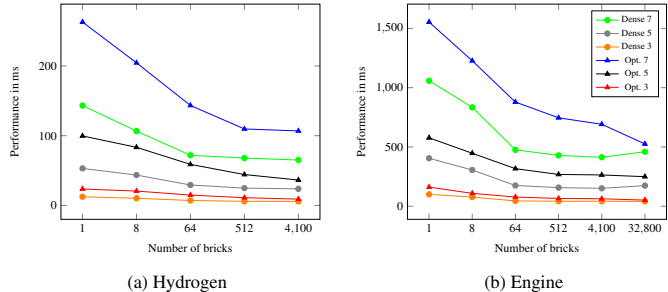 Performance in ms
200
100
0
1 8 64 512 4,100
Number of bricks
(a) Hydrogen
Performance in ms
1,500
1,000
500
0
1 8 64 512 4,100 32,800
Number of bricks
Dense 7
Dense 5
Dense 3
Opt. 7
Opt. 5
Opt. 3
(b) Engine